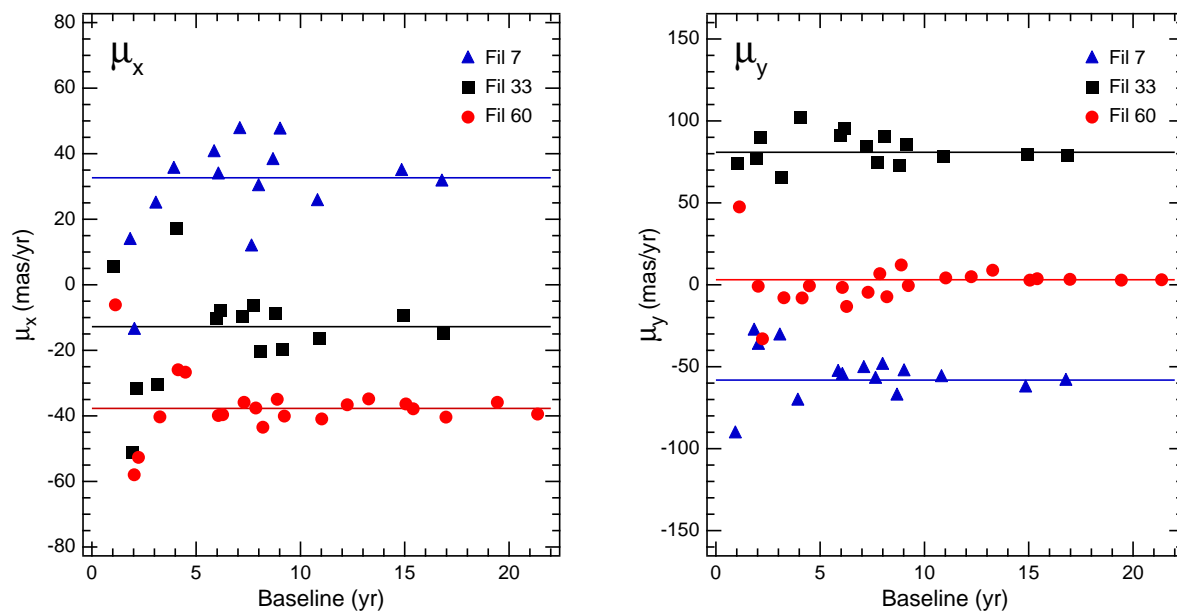 80
60
40
20
0
-20
-40
-60
-80
μx (mas/yr)
μx
Fil 7
Fil 33
Fil 60
0
5
10
15
20
Baseline (yr)
150
100
50
0
-50
-100
-150
μy (mas/yr)
μy
Fil 7
Fil 33
Fil 60
0
5
10
15
20
Baseline (yr)